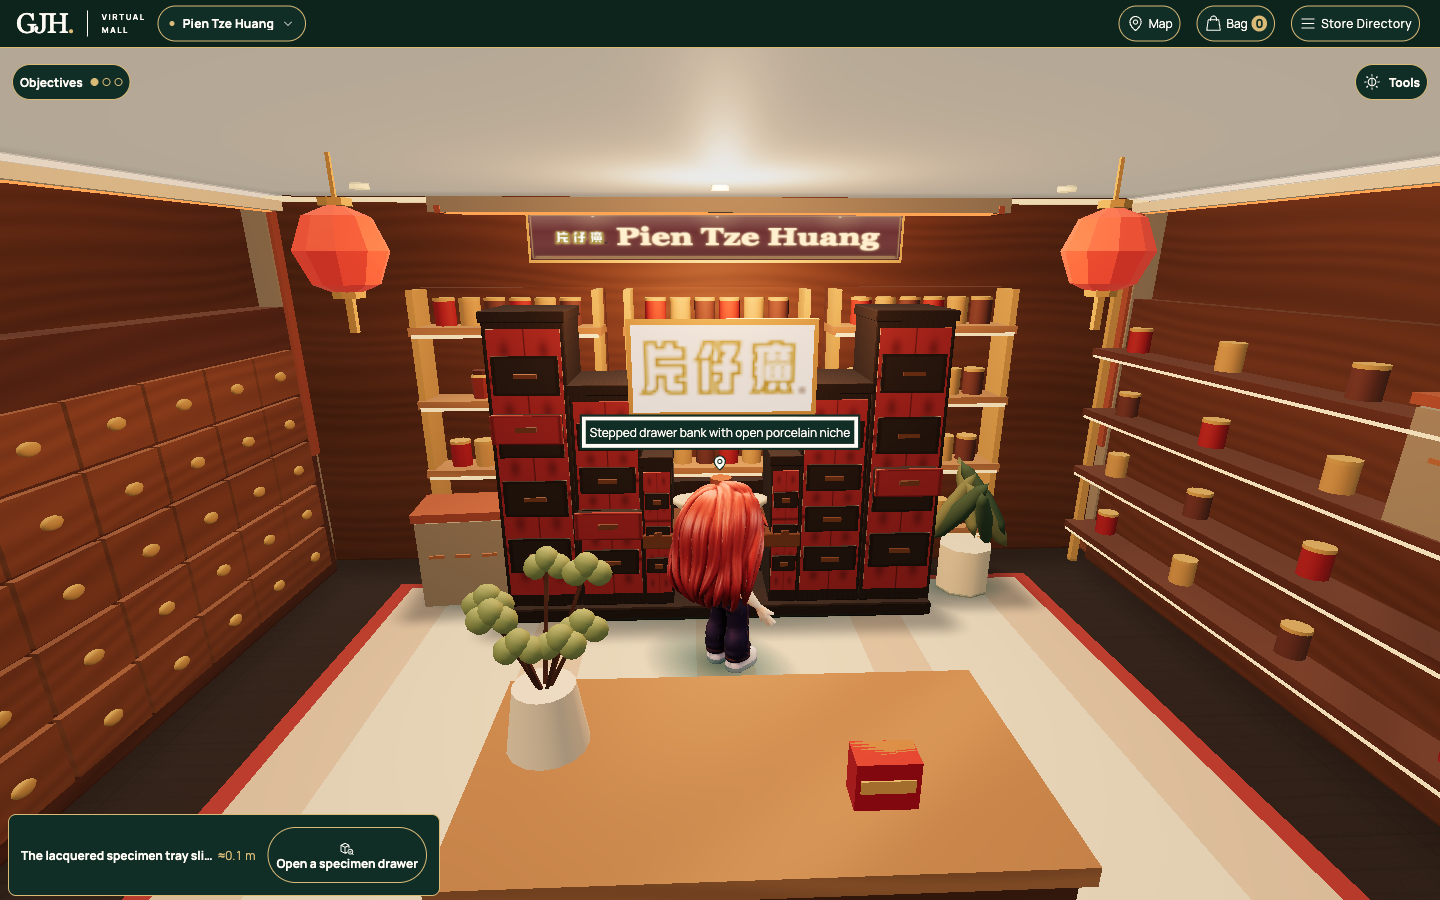 GJH.
VIRTUAL
MALL
Pien Tze Huang
Map
Bag 0
Store Directory
Objectives
Tools
片仔癀 Pien Tze Huang
片仔癀
Stepped drawer bank with open porcelain niche
The lacquered specimen tray sli... ≈0.1 m
Open a specimen drawer